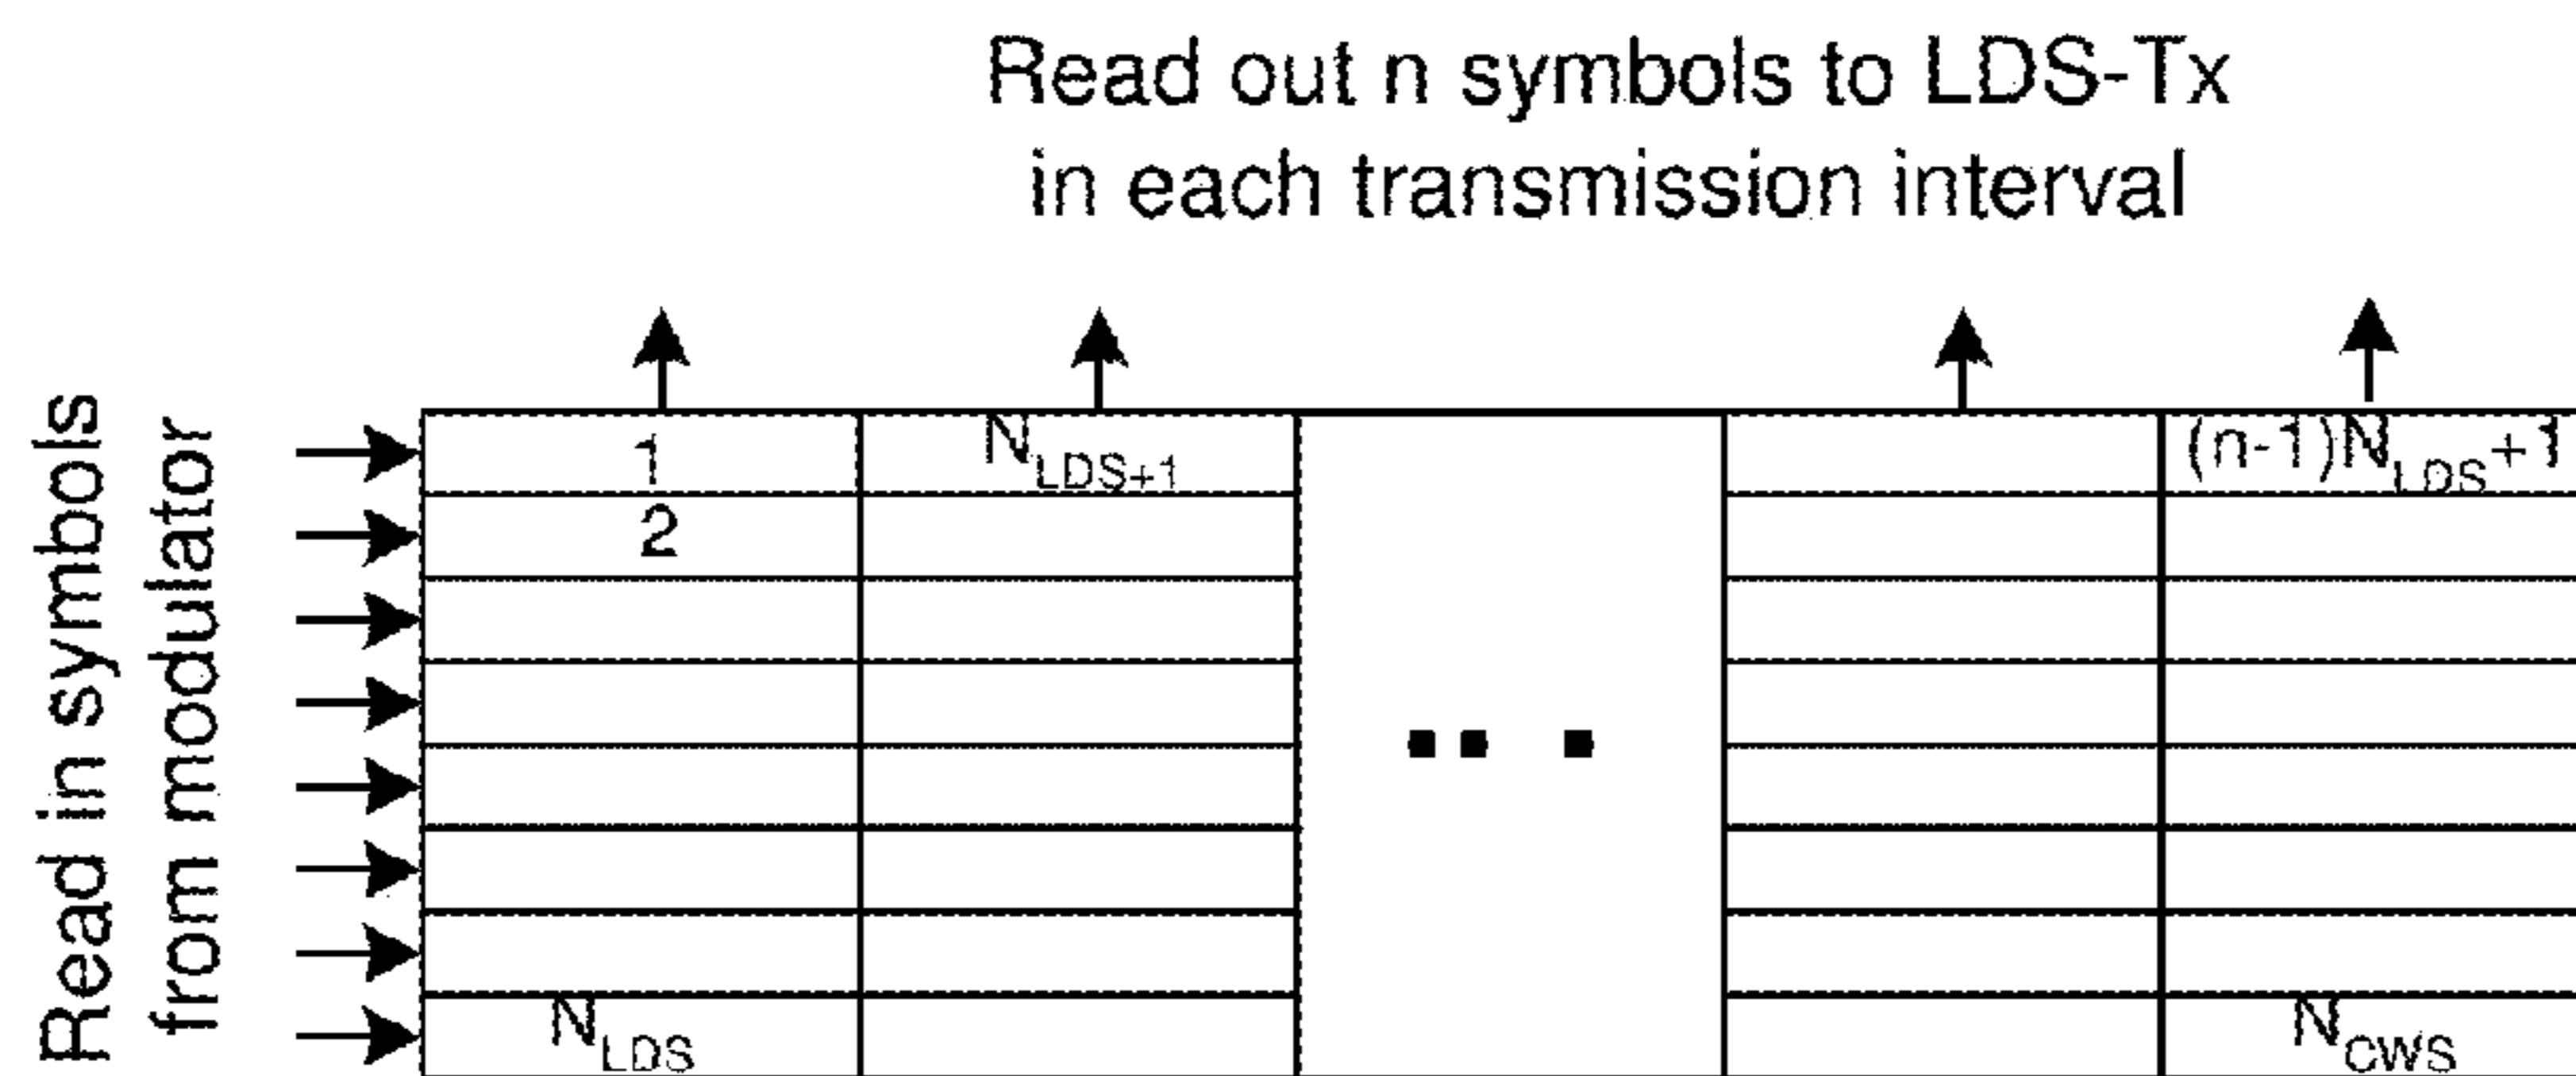 Read out n symbols to LDS-Tx
in each transmission interval
Read in symbols
from modulator
1
N_LDS+1
(n-1)N_LDS+1
2
N_LDS
N_CWS